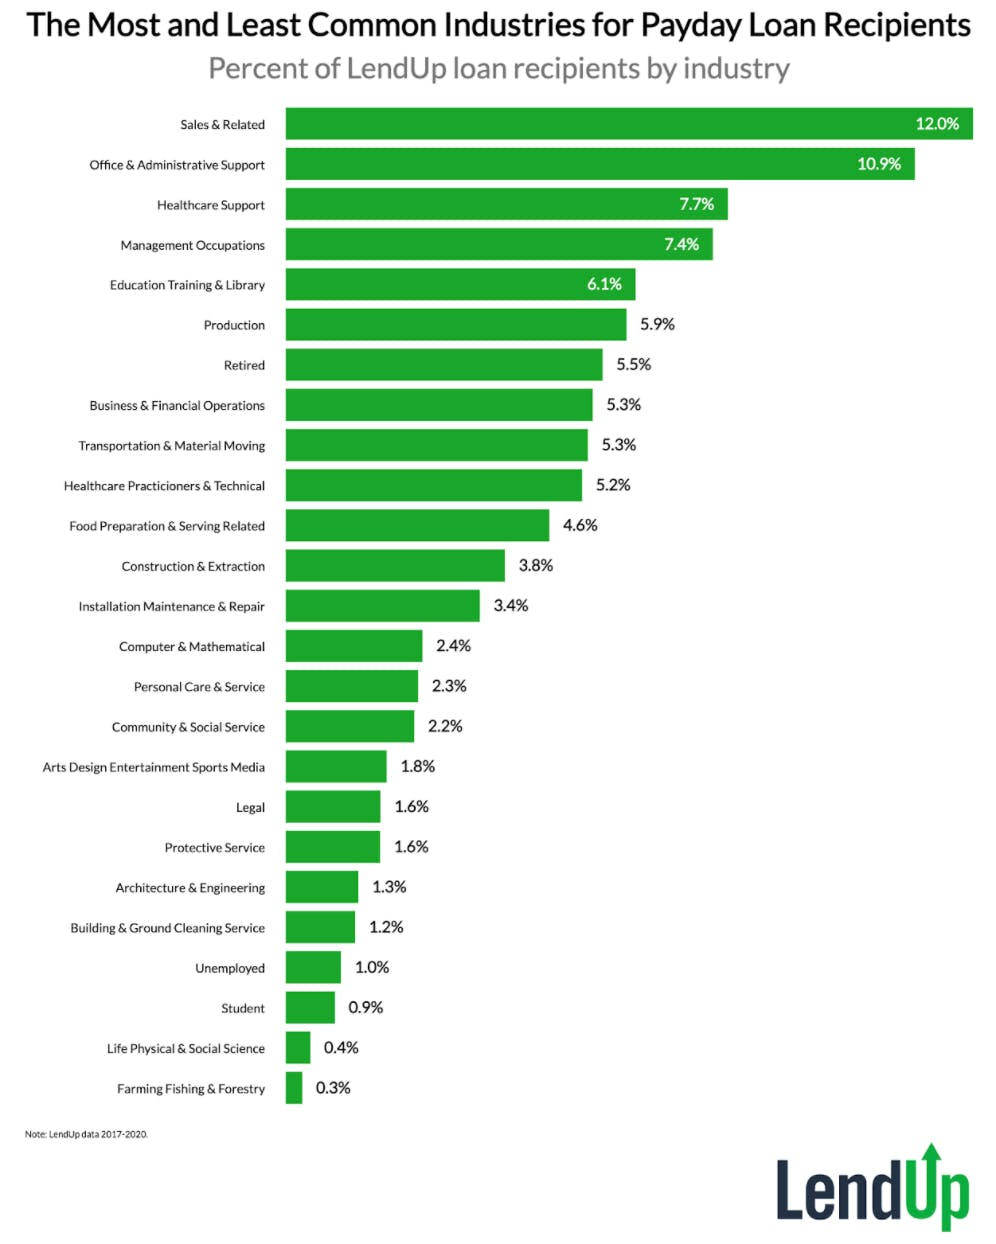 The Most and Least Common Industries for Payday Loan Recipients
Percent of LendUp loan recipients by industry
Sales & Related 12.0%
Office & Administrative Support 10.9%
Healthcare Support 7.7%
Management Occupations 7.4%
Education Training & Library 6.1%
Production 5.9%
Retired 5.5%
Business & Financial Operations 5.3%
Transportation & Material Moving 5.3%
Healthcare Practicioners & Technical 5.2%
Food Preparation & Serving Related 4.6%
Construction & Extraction 3.8%
Installation Maintenance & Repair 3.4%
Computer & Mathematical 2.4%
Personal Care & Service 2.3%
Community & Social Service 2.2%
Arts Design Entertainment Sports Media 1.8%
Legal 1.6%
Protective Service 1.6%
Architecture & Engineering 1.3%
Building & Ground Cleaning Service 1.2%
Unemployed 1.0%
Student 0.9%
Life Physical & Social Science 0.4%
Farming Fishing & Forestry 0.3%
Note: LendUp data 2017-2020.
LendUp